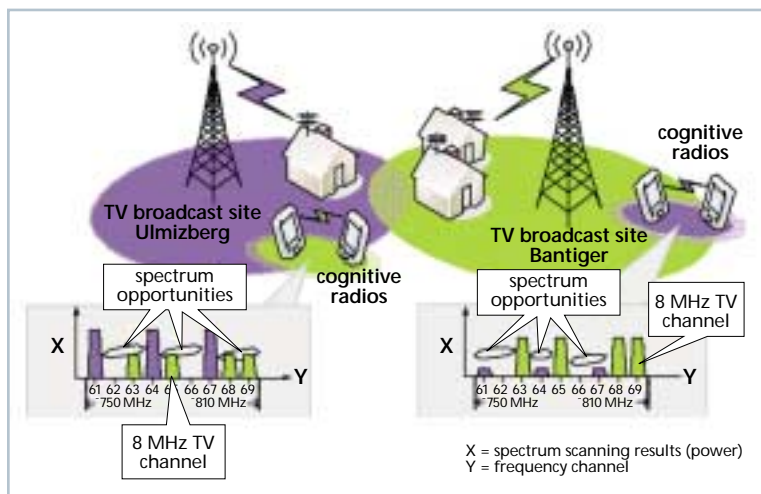 cognitive
radios
TV broadcast site
Ulmizberg
TV broadcast site
Bantiger
cognitive
radios
spectrum
opportunities
spectrum
opportunities
8 MHz TV
channel
X
Y
61 62 63 64 66 67 68 69
~750 MHz ~810 MHz
8 MHz TV
channel
X
Y
61 62 63 64 65 66 67 68 69
~750 MHz ~810 MHz
X = spectrum scanning results (power)
Y = frequency channel